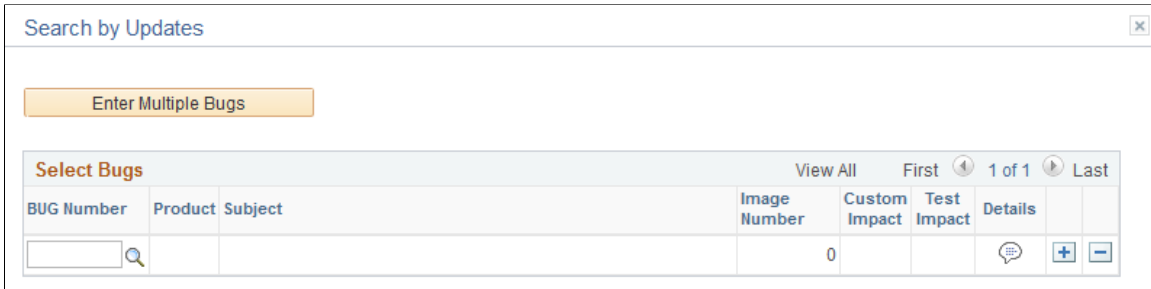 Search by Updates
Enter Multiple Bugs
Select Bugs View All First 1 of 1 Last
BUG Number Product Subject Image Number Custom Impact Test Impact Details
0